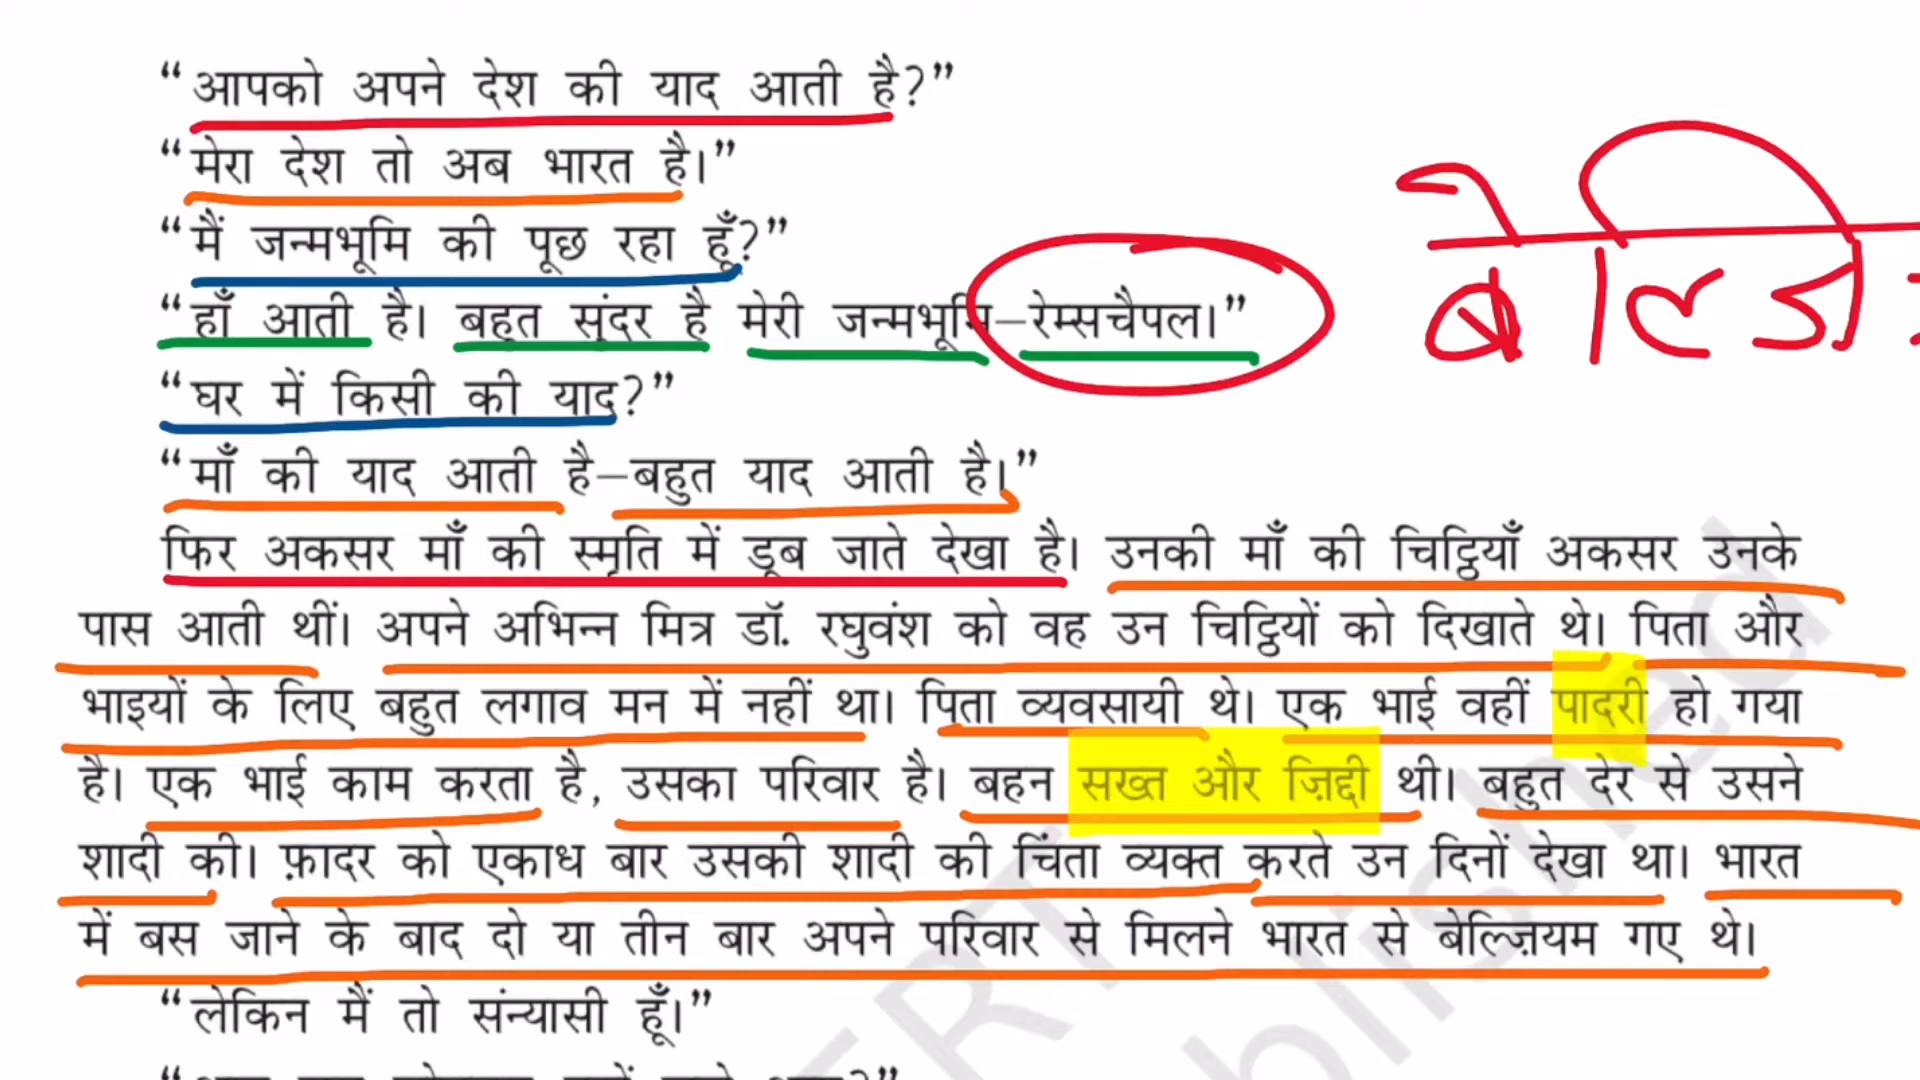 “आपको अपने देश की याद आती है?”
“मेरा देश तो अब भारत है।”
“मैं जन्मभूमि की पूछ रहा हूँ?”
“हाँ आती है। बहुत सुंदर है मेरी जन्मभूमि–रेम्सचैपल।”
“घर में किसी की याद?”
“माँ की याद आती है–बहुत याद आती है।”
फिर अकसर माँ की स्मृति में डूब जाते देखा है। उनकी माँ की चिट्ठियाँ अकसर उनके
पास आती थीं। अपने अभिन्न मित्र डॉ. रघुवंश को वह उन चिट्ठियों को दिखाते थे। पिता और
भाइयों के लिए बहुत लगाव मन में नहीं था। पिता व्यवसायी थे। एक भाई वहीं पादरी हो गया
है। एक भाई काम करता है, उसका परिवार है। बहन सख्त और ज़िद्दी थी। बहुत देर से उसने
शादी की। फ़ादर को एकाध बार उसकी शादी की चिंता व्यक्त करते उन दिनों देखा था। भारत
में बस जाने के बाद दो या तीन बार अपने परिवार से मिलने भारत से बेल्ज़ियम गए थे।
“लेकिन मैं तो संन्यासी हूँ।”